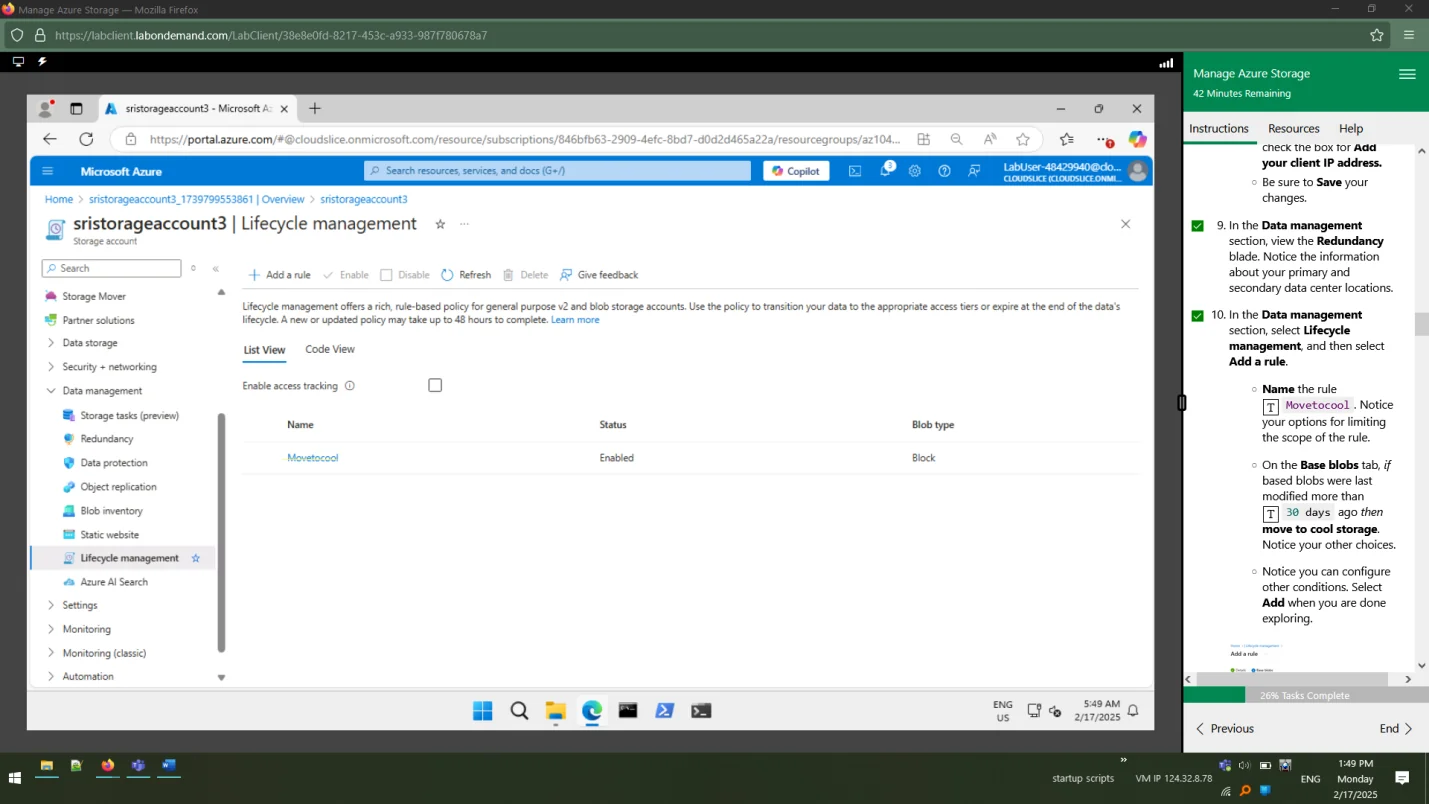 Manage Azure Storage — Mozilla Firefox
https://labclient.labondemand.com/LabClient/38e8e0fd-8217-453c-a933-987f780678a7
sristorageaccount3 - Microsoft Az
https://portal.azure.com/#@cloudslice.onmicrosoft.com/resource/subscriptions/846bfb63-2909-4efc-8bd7-d0d2d465a22a/resourcegroups/az104...
Microsoft Azure
Search resources, services, and docs (G+/)
Copilot
3
LabUser-48429940@clo...
CLOUDSLICE (CLOUDSLICE.ONMI...
Home > sristorageaccount3_1739799553861 | Overview > sristorageaccount3
sristorageaccount3 | Lifecycle management
Storage account
Search
Storage Mover
Partner solutions
Data storage
Security + networking
Data management
Storage tasks (preview)
Redundancy
Data protection
Object replication
Blob inventory
Static website
Lifecycle management
Azure AI Search
Settings
Monitoring
Monitoring (classic)
Automation
Add a rule
Enable
Disable
Refresh
Delete
Give feedback
Lifecycle management offers a rich, rule-based policy for general purpose v2 and blob storage accounts. Use the policy to transition your data to the appropriate access tiers or expire at the end of the data's
lifecycle. A new or updated policy may take up to 48 hours to complete. Learn more
List View
Code View
Enable access tracking
Name Status Blob type
Movetocool Enabled Block
ENG
US
5:49 AM
2/17/2025
Manage Azure Storage
42 Minutes Remaining
Instructions Resources Help
check the box for Add
your client IP address.
Be sure to Save your
changes.
9. In the Data management
section, view the Redundancy
blade. Notice the information
about your primary and
secondary data center locations.
10. In the Data management
section, select Lifecycle
management, and then select
Add a rule.
Name the rule
T Movetocool. Notice
your options for limiting
the scope of the rule.
On the Base blobs tab, if
based blobs were last
modified more than
T 30 days ago then
move to cool storage.
Notice your other choices.
Notice you can configure
other conditions. Select
Add when you are done
exploring.
Add a rule
26% Tasks Complete
Previous
End
startup scripts
VM IP 124.32.8.78
ENG
1:49 PM
Monday
2/17/2025